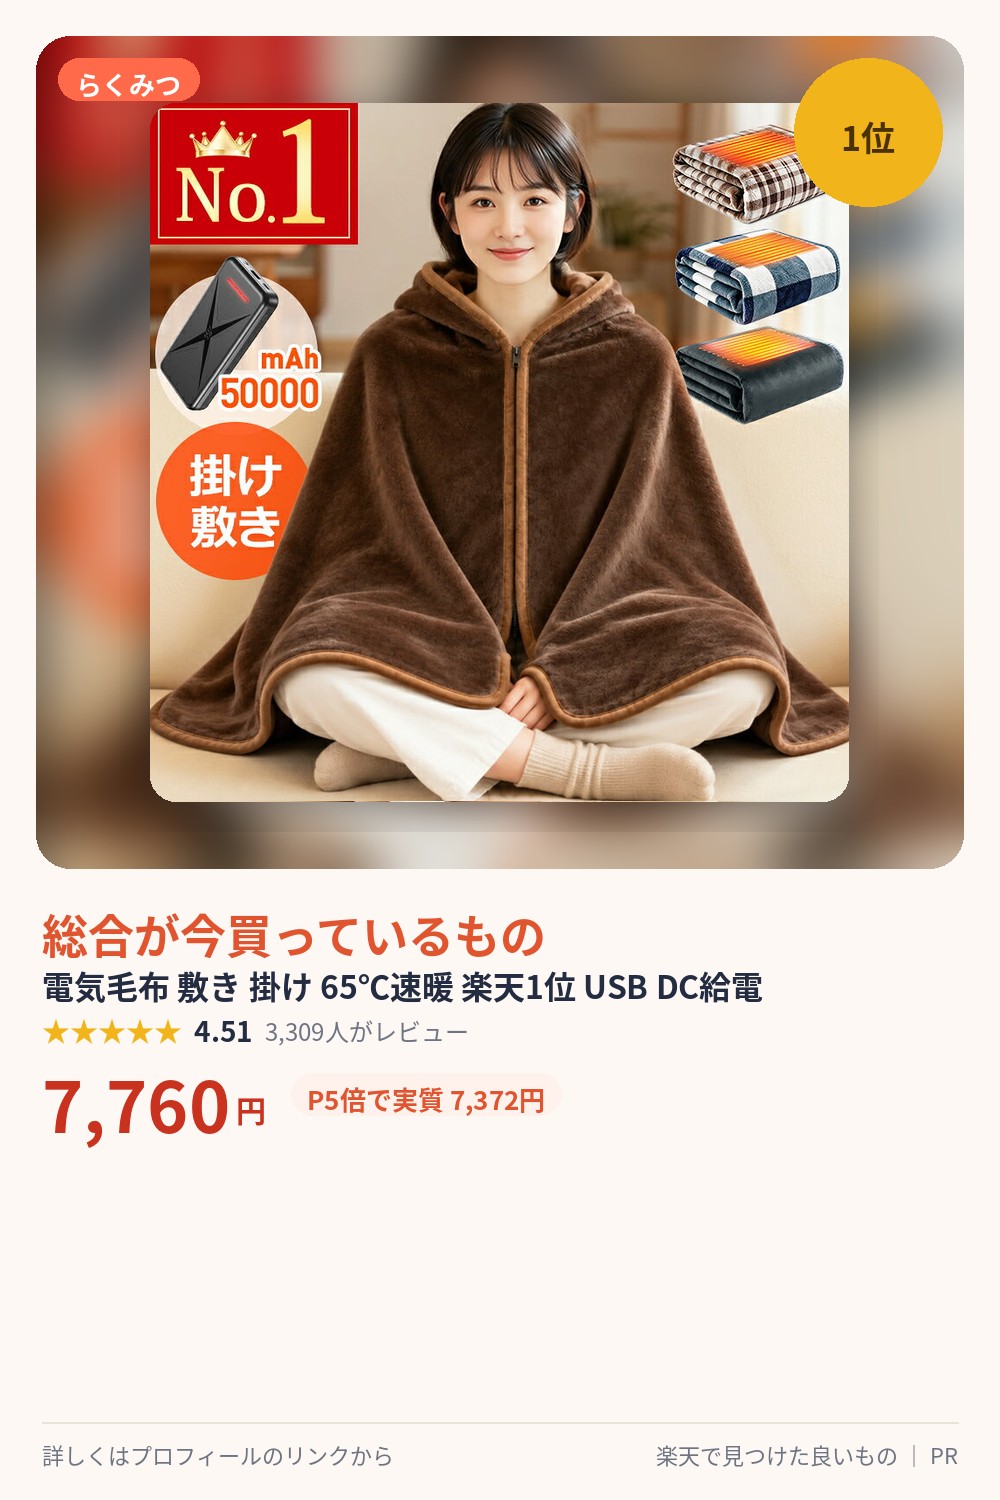 らくみつ
No.1
1位
mAh
50000
掛け
敷き
総合が今買っているもの
電気毛布 敷き 掛け 65℃速暖 楽天1位 USB DC給電
★★★★★ 4.51 3,309人がレビュー
7,760円 P5倍で実質 7,372円
詳しくはプロフィールのリンクから
楽天で見つけた良いもの | PR